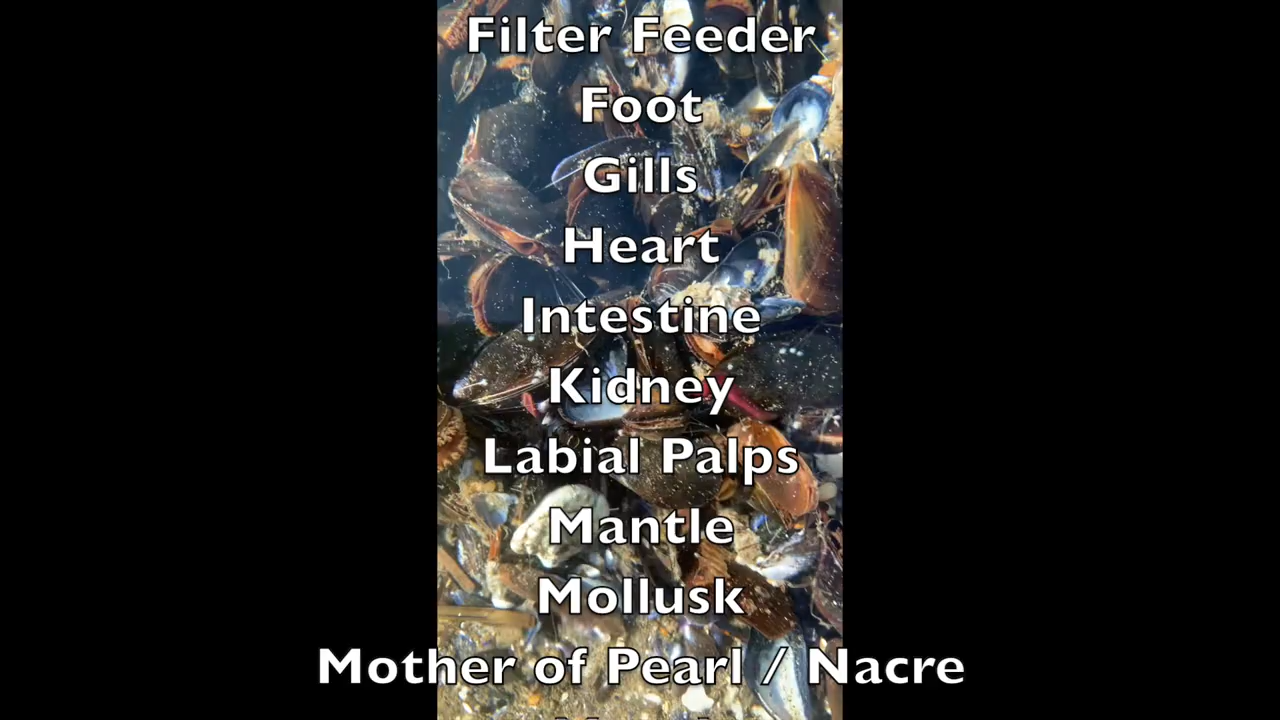 Filter Feeder
Foot
Gills
Heart
Intestine
Kidney
Labial Palps
Mantle
Mollusk
Mother of Pearl / Nacre